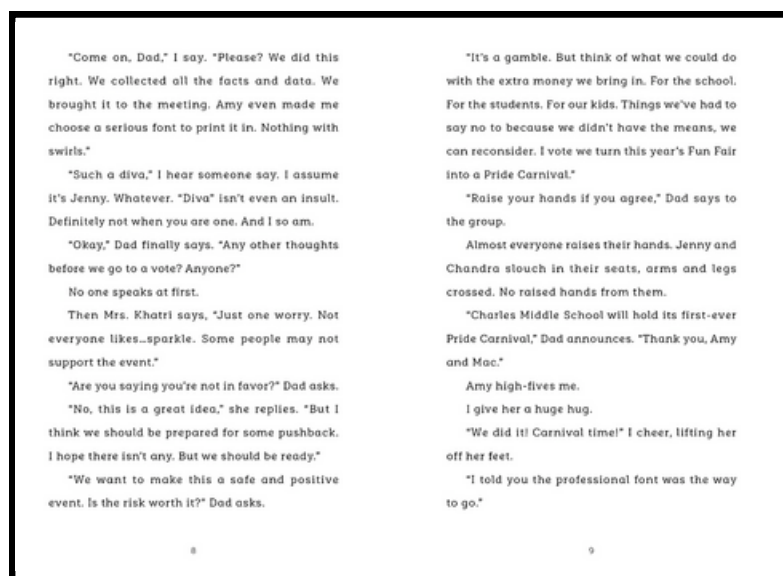 “Come on, Dad,” I say. “Please? We did this
right. We collected all the facts and data. We
brought it to the meeting. Amy even made me
choose a serious font to print it in. Nothing with
swirls.”
“Such a diva,” I hear someone say. I assume
it’s Jenny. Whatever. “Diva” isn’t even an insult.
Definitely not when you are one. And I so am.
“Okay,” Dad finally says. “Any other thoughts
before we go to a vote? Anyone?”
No one speaks at first.
Then Mrs. Khatri says, “Just one worry. Not
everyone likes…sparkle. Some people may not
support the event.”
“Are you saying you’re not in favor?” Dad asks.
“No, this is a great idea,” she replies. “But I
think we should be prepared for some pushback.
I hope there isn’t any. But we should be ready.”
“We want to make this a safe and positive
event. Is the risk worth it?” Dad asks.
8
“It’s a gamble. But think of what we could do
with the extra money we bring in. For the school.
For the students. For our kids. Things we’ve had to
say no to because we didn’t have the means, we
can reconsider. I vote we turn this year’s Fun Fair
into a Pride Carnival.”
“Raise your hands if you agree,” Dad says to
the group.
Almost everyone raises their hands. Jenny and
Chandra slouch in their seats, arms and legs
crossed. No raised hands from them.
“Charles Middle School will hold its first-ever
Pride Carnival,” Dad announces. “Thank you, Amy
and Mac.”
Amy high-fives me.
I give her a huge hug.
“We did it! Carnival time!” I cheer, lifting her
off her feet.
“I told you the professional font was the way
to go.”
9